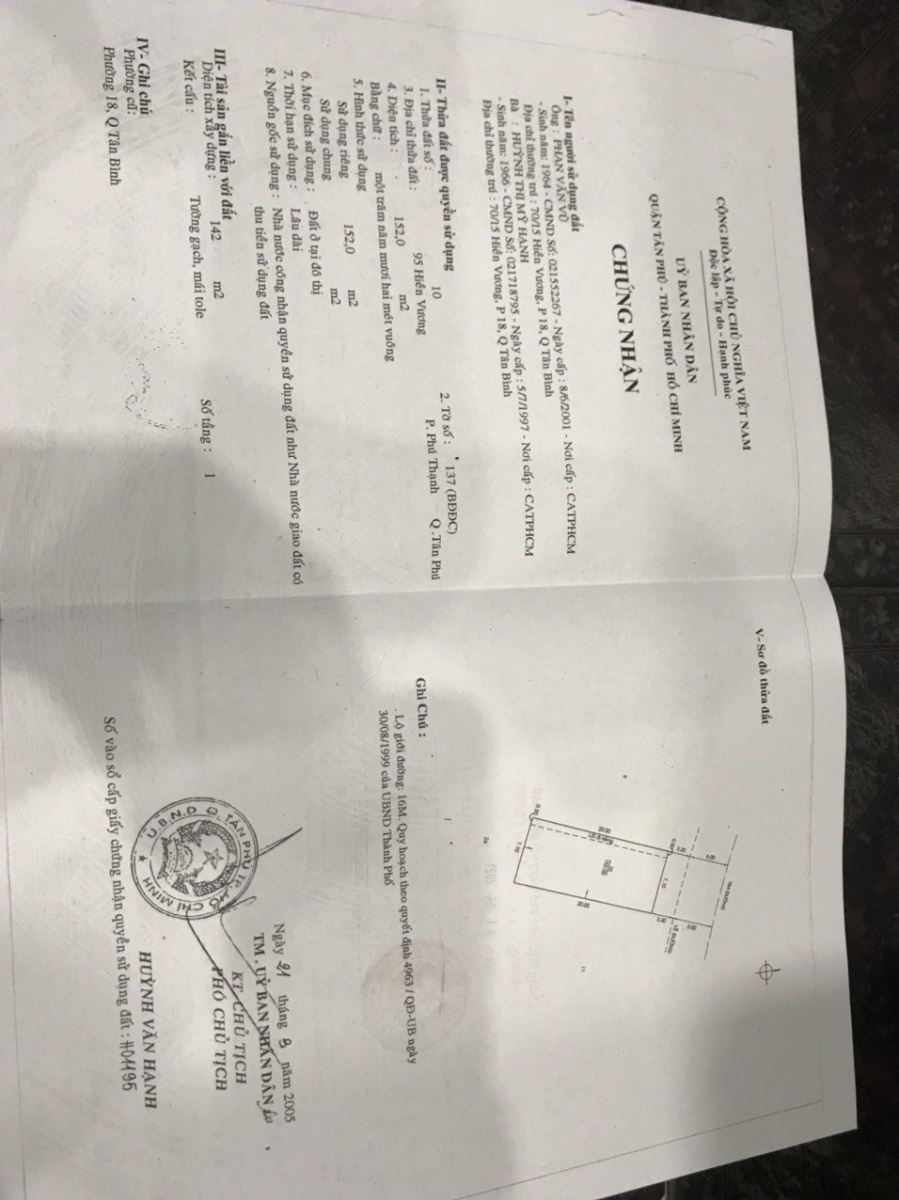 CỘNG HÒA XÃ HỘI CHỦ NGHĨA VIỆT NAM
Độc lập - Tự do - Hạnh phúc
UỶ BAN NHÂN DÂN
QUẬN TÂN PHÚ - THÀNH PHỐ HỒ CHÍ MINH
CHỨNG NHẬN
I- Tên người sử dụng đất
Ông : PHAN VĂN VŨ
- Sinh năm: 1964 - CMND Số: 021552267 - Ngày cấp : 8/6/2001 - Nơi cấp : CATPHCM
Địa chỉ thường trú : 70/15 Hiền Vương, P 18, Q Tân Bình
Bà : HUỲNH THỊ MỸ HẠNH
- Sinh năm: 1966 - CMND Số: 021718795 - Ngày cấp : 5/7/1997 - Nơi cấp : CATPHCM
Địa chỉ thường trú : 70/15 Hiền Vương, P 18, Q Tân Bình
II- Thửa đất được quyền sử dụng
1. Thửa đất số : 10 2. Tờ số : 137 (BĐĐC)
3. Địa chỉ thửa đất : 95 Hiền Vương P. Phú Thạnh Q .Tân Phú
4. Diện tích : 152,0 m2
Bằng chữ : một trăm năm mươi hai mét vuông
5. Hình thức sử dụng
Sử dụng riêng 152,0 m2
Sử dụng chung m2
6. Mục đích sử dụng : Đất ở tại đô thị
7. Thời hạn sử dụng : Lâu dài
8. Nguồn gốc sử dụng : Nhà nước công nhận quyền sử dụng đất như Nhà nước giao đất có
thu tiền sử dụng đất
III- Tài sản gắn liền với đất
Diện tích xây dựng : 142 m2 Số tầng : 1
Kết cấu : Tường gạch, mái tole
IV- Ghi chú
Phường cũ:
Phường 18, Q Tân Bình
V- Sơ đồ thửa đất
TIM ĐƯỜNG
LỘ GIỚI
20.00
20.00
Ghi Chú :
. Lộ giới đường: 16M. Quy hoạch theo quyết định 4963 / QĐ-UB ngày
30/08/1999 của UBND Thành Phố
Ngày 21 tháng 9 năm 2005
TM . UỶ BAN NHÂN DÂN
KT CHỦ TỊCH
PHÓ CHỦ TỊCH
U.B.N.D Q. TÂN PHÚ TP. HỒ CHÍ MINH
HUỲNH VĂN HẠNH
Số vào sổ cấp giấy chứng nhận quyền sử dụng đất : H04195